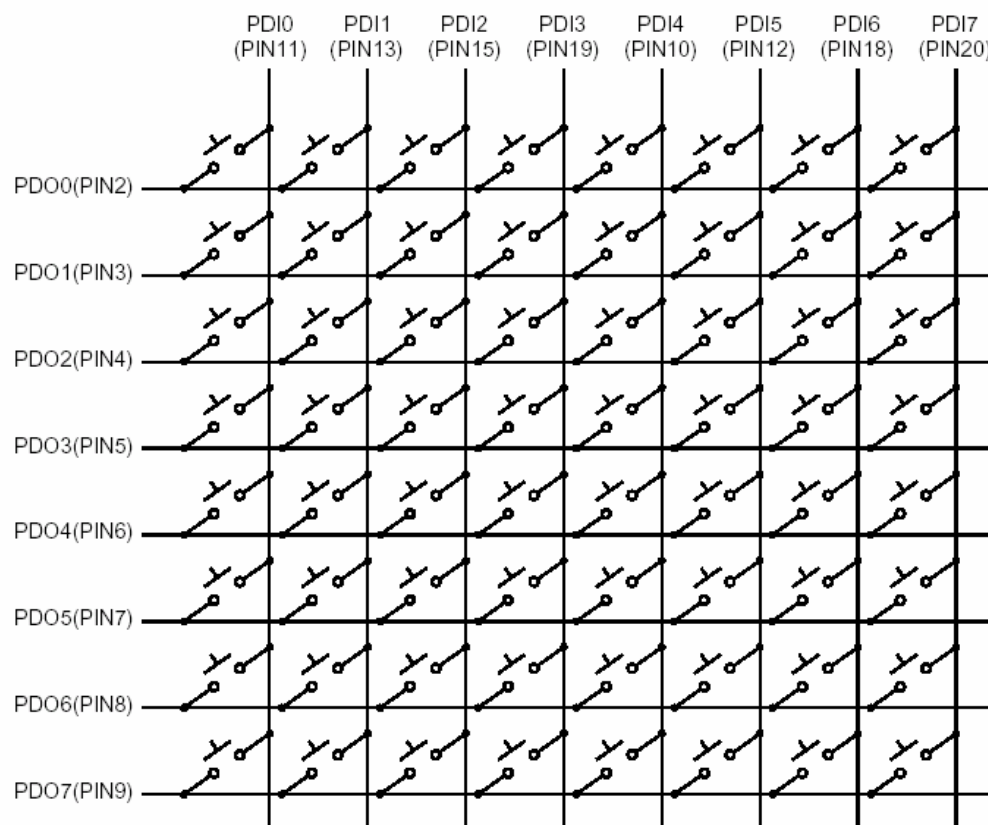 PDI0 PDI1 PDI2 PDI3 PDI4 PDI5 PDI6 PDI7
(PIN11) (PIN13) (PIN15) (PIN19) (PIN10) (PIN12) (PIN18) (PIN20)
PDO0(PIN2)
PDO1(PIN3)
PDO2(PIN4)
PDO3(PIN5)
PDO4(PIN6)
PDO5(PIN7)
PDO6(PIN8)
PDO7(PIN9)